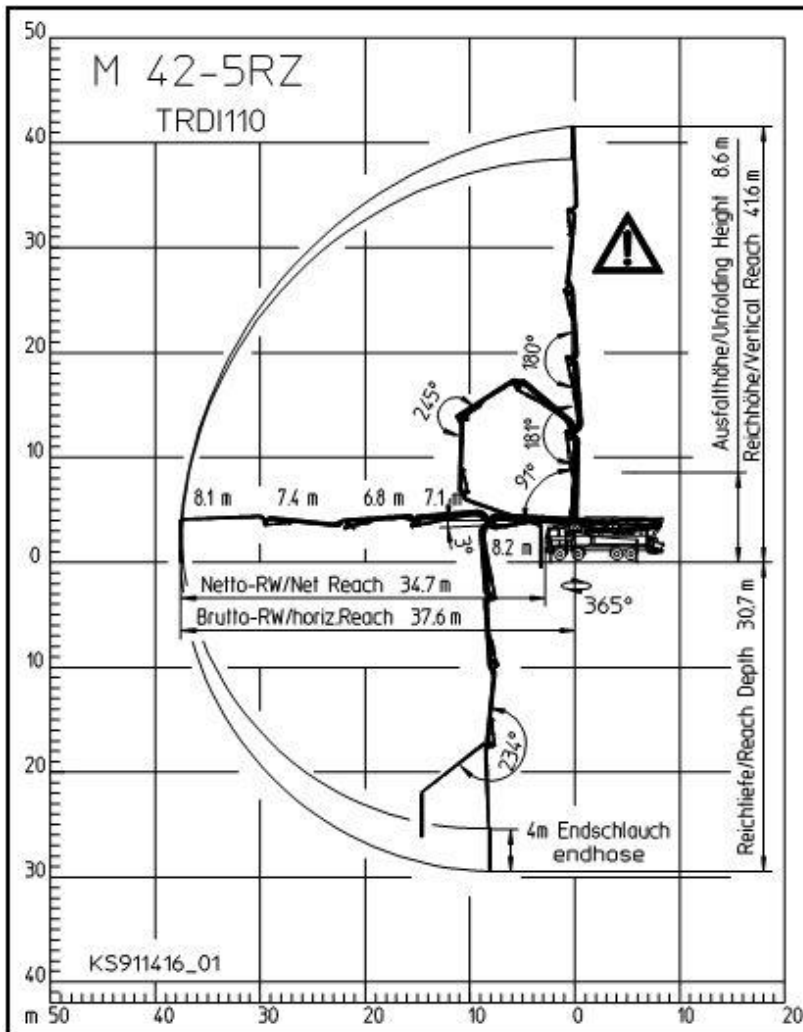 M 42-5RZ
TRDI110
50
40
30
20
10
0
10
20
30
40
m
50
40
30
20
10
0
10
20
Ausfalthöhe/Unfolding Height 8.6 m
Reichhöhe/Vertical Reach 41.6 m
180°
245°
181°
91°
8.1 m
7.4 m
6.8 m
7.1 m
3°
8.2 m
Netto-RW/Net Reach 34.7 m
365°
Brutto-RW/horiz.Reach 37.6 m
Reichtiefe/Reach Depth 30,7 m
234°
4m Endschlauch
endhose
KS911416_01